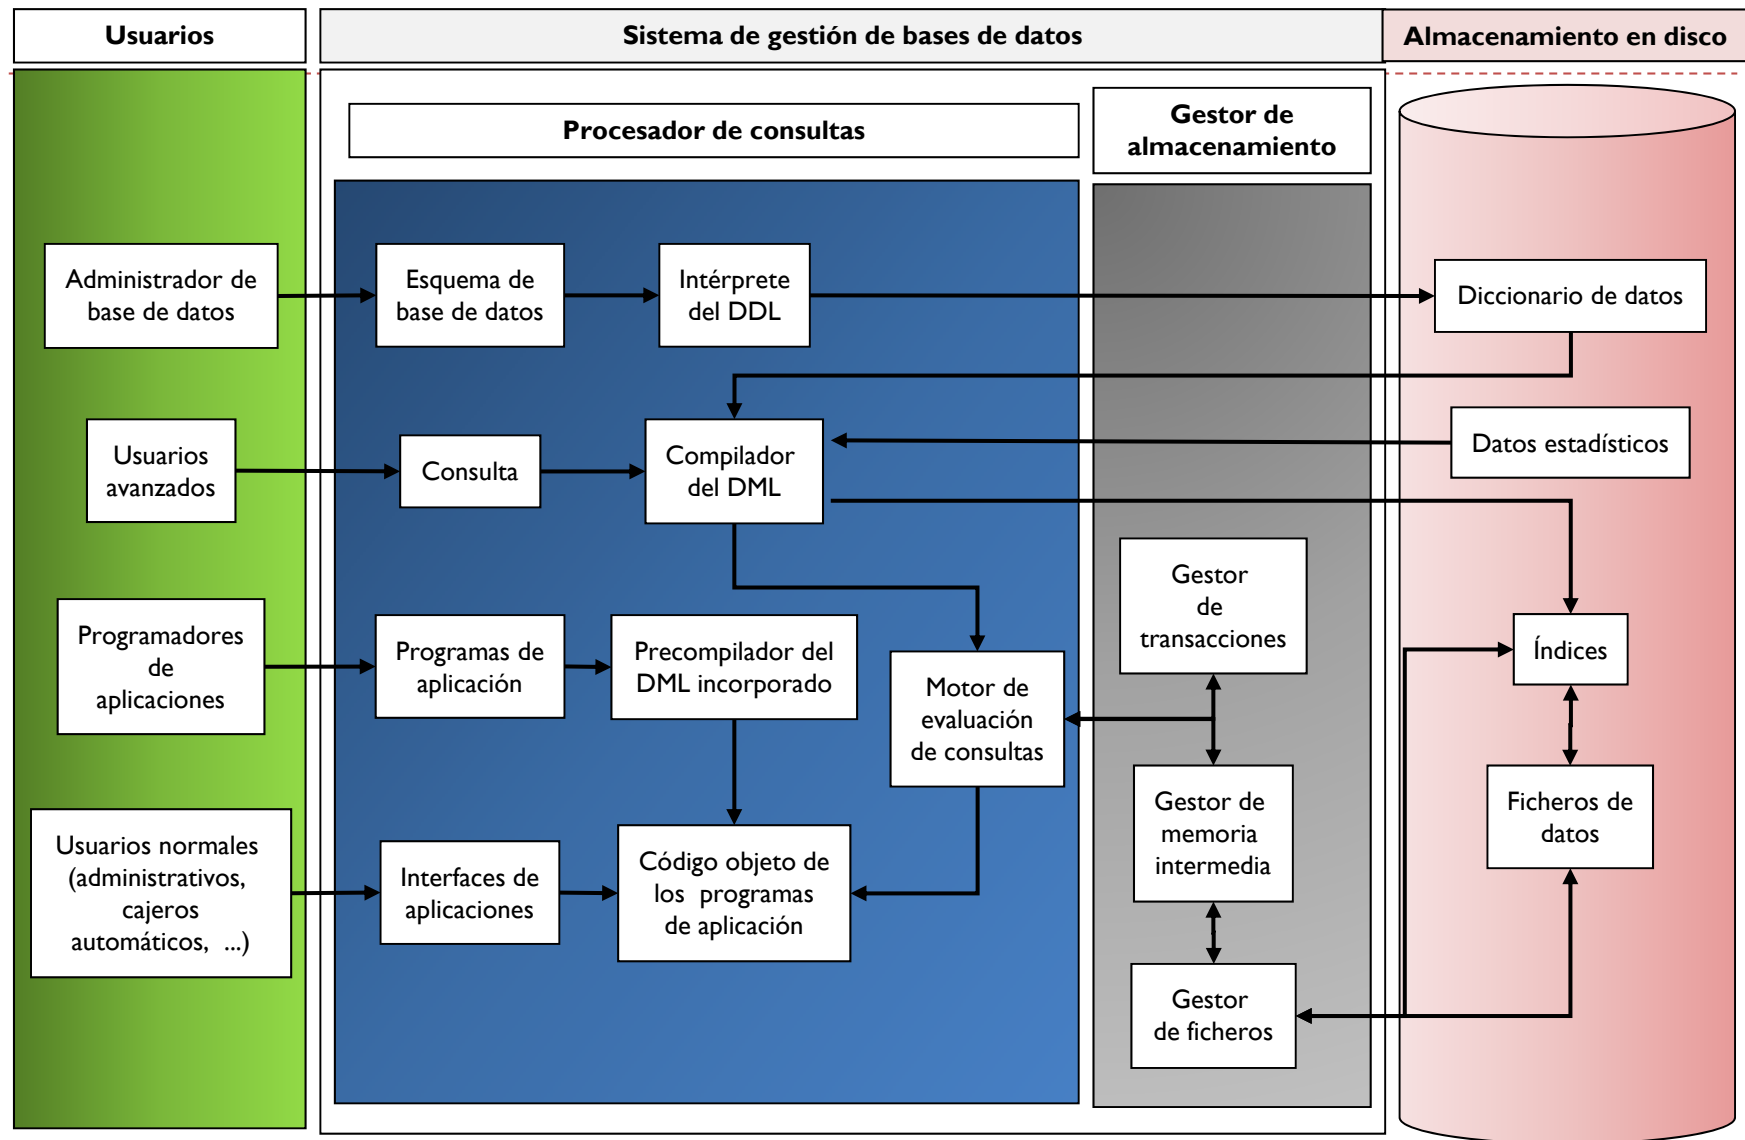 Usuarios
Sistema de gestión de bases de datos
Almacenamiento en disco
Procesador de consultas
Gestor de
almacenamiento
Administrador de
base de datos
Esquema de
base de datos
Intérprete
del DDL
Diccionario de datos
Usuarios
avanzados
Consulta
Compilador
del DML
Datos estadísticos
Programadores
de
aplicaciones
Programas de
aplicación
Precompilador del
DML incorporado
Motor de
evaluación
de consultas
Gestor
de
transacciones
Índices
Usuarios normales
(administrativos,
cajeros
automáticos, ...)
Interfaces de
aplicaciones
Código objeto de
los programas
de aplicación
Gestor de
memoria
intermedia
Ficheros de
datos
Gestor
de ficheros